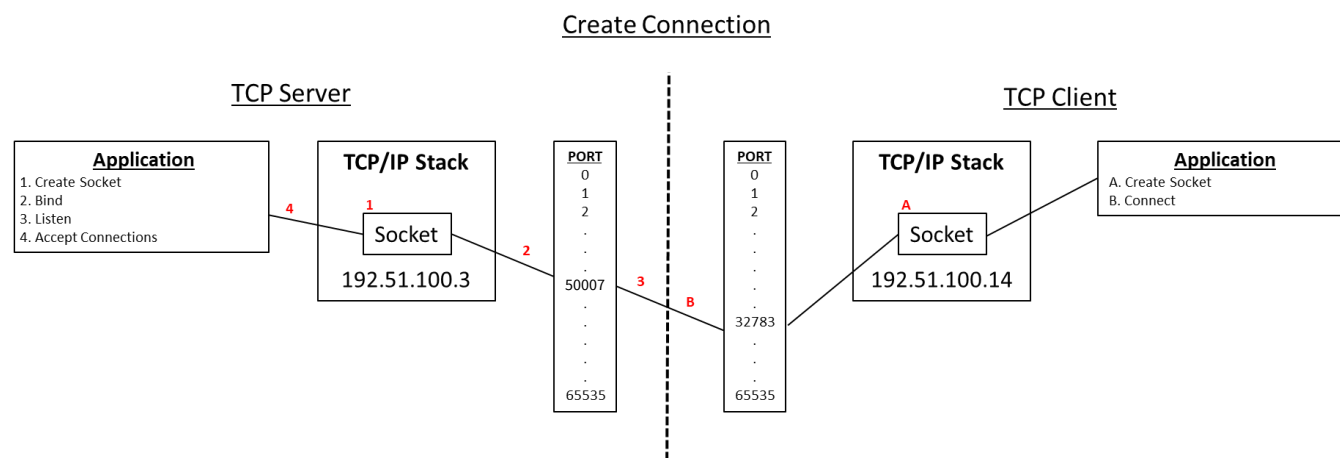 Create Connection
TCP Server
TCP Client
Application
1. Create Socket
2. Bind
3. Listen
4. Accept Connections
4
TCP/IP Stack
1
Socket
192.51.100.3
2
PORT
0
1
2
.
.
.
.
50007
.
.
.
.
.
65535
3
B
PORT
0
1
2
.
.
.
.
.
32783
.
.
.
65535
TCP/IP Stack
A
Socket
192.51.100.14
Application
A. Create Socket
B. Connect